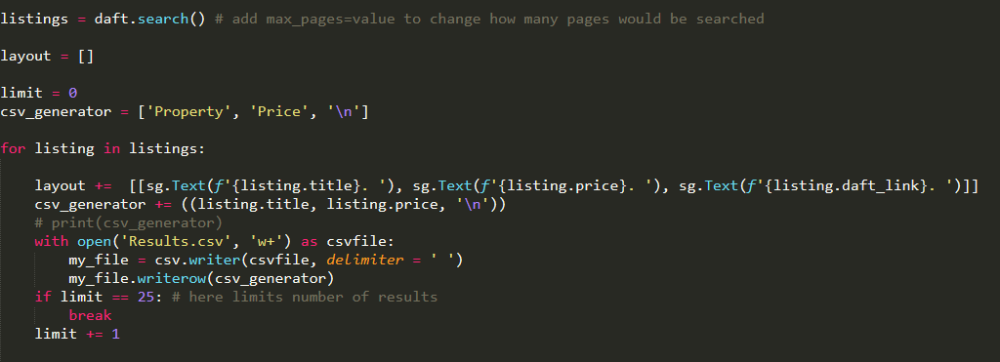 listings = daft.search() # add max_pages=value to change how many pages would be searched
layout = []
limit = 0
csv_generator = ['Property', 'Price', '\n']
for listing in listings:
layout +=  [[sg.Text(f'{listing.title}. '), sg.Text(f'{listing.price}. '), sg.Text(f'{listing.daft_link}. ')]]
csv_generator += ((listing.title, listing.price, '\n'))
# print(csv_generator)
with open('Results.csv', 'w+') as csvfile:
my_file = csv.writer(csvfile, delimiter = ' ')
my_file.writerow(csv_generator)
if limit == 25: # here limits number of results
break
limit += 1